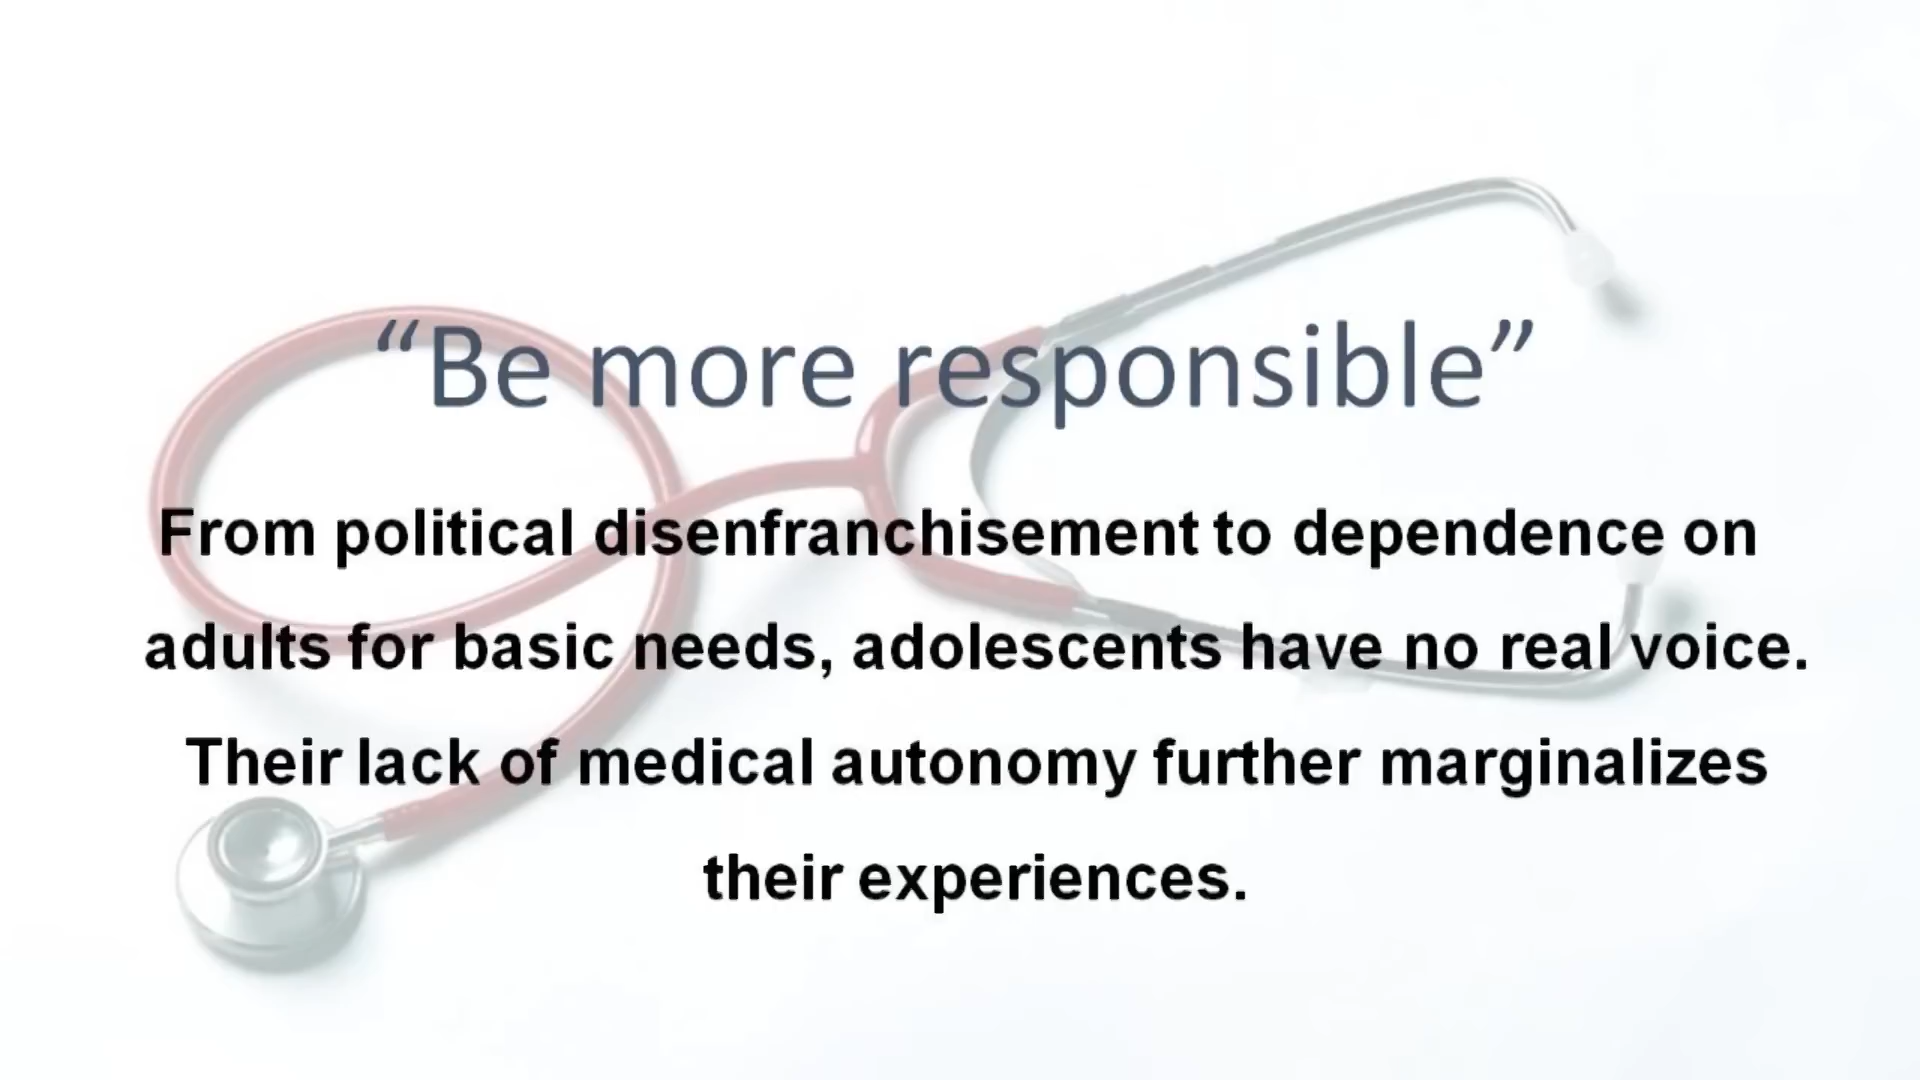 “Be more responsible”
From political disenfranchisement to dependence on
adults for basic needs, adolescents have no real voice.
Their lack of medical autonomy further marginalizes
their experiences.